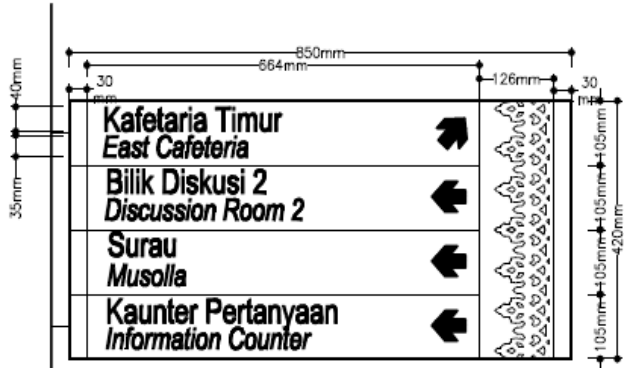 850mm
664mm
126mm
30
mm
30
mm
40mm
35mm
Kafetaria Timur
East Cafeteria
105mm
Bilik Diskusi 2
Discussion Room 2
105mm
420mm
Surau
Musolla
105mm
Kaunter Pertanyaan
Information Counter
105mm